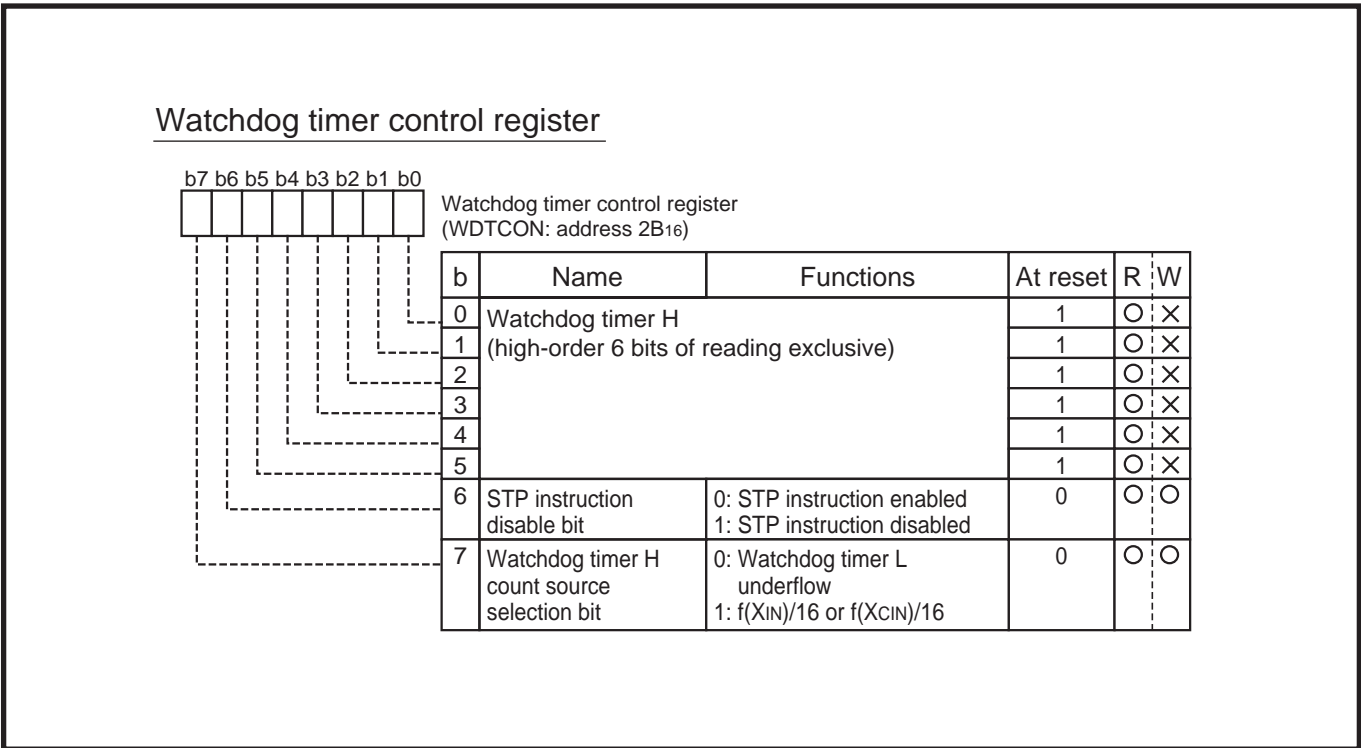 Watchdog timer control register
b7 b6 b5 b4 b3 b2 b1 b0
Watchdog timer control register
(WDTCON: address 2B16)
b Name Functions At reset R W
0 Watchdog timer H 1 O X
1 (high-order 6 bits of reading exclusive) 1 O X
2 1 O X
3 1 O X
4 1 O X
5 1 O X
6 STP instruction 0: STP instruction enabled 0 O O
disable bit 1: STP instruction disabled
7 Watchdog timer H 0: Watchdog timer L 0 O O
count source underflow
selection bit 1: f(XIN)/16 or f(XCIN)/16